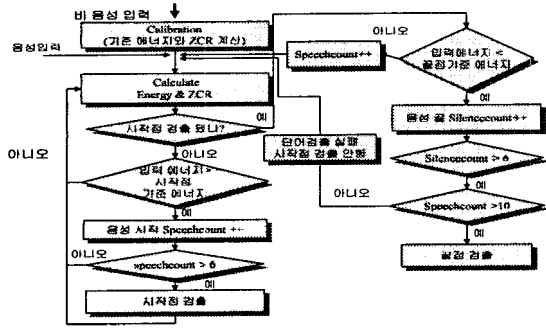 비 음성 입력
Calibration
(기준 에너지와 ZCR 계산)
음성입력
Calculate
Energy & ZCR
시작점 검출 됐나?
예
아니오
아니오
입력 에너지>
시작점
기준 에너지
예
음성 시작 Speechcount ++
아니오
speechcount > 6
예
시작점 검출
Speechcount++
아니오
입력에너지 <
끝점기준 에너지
예
음성 끝 Silencecount++
Silencecount > 6
예
단어검출 실패
시작점 검출 안됨
아니오
Speechcount >10
예
끝점 검출